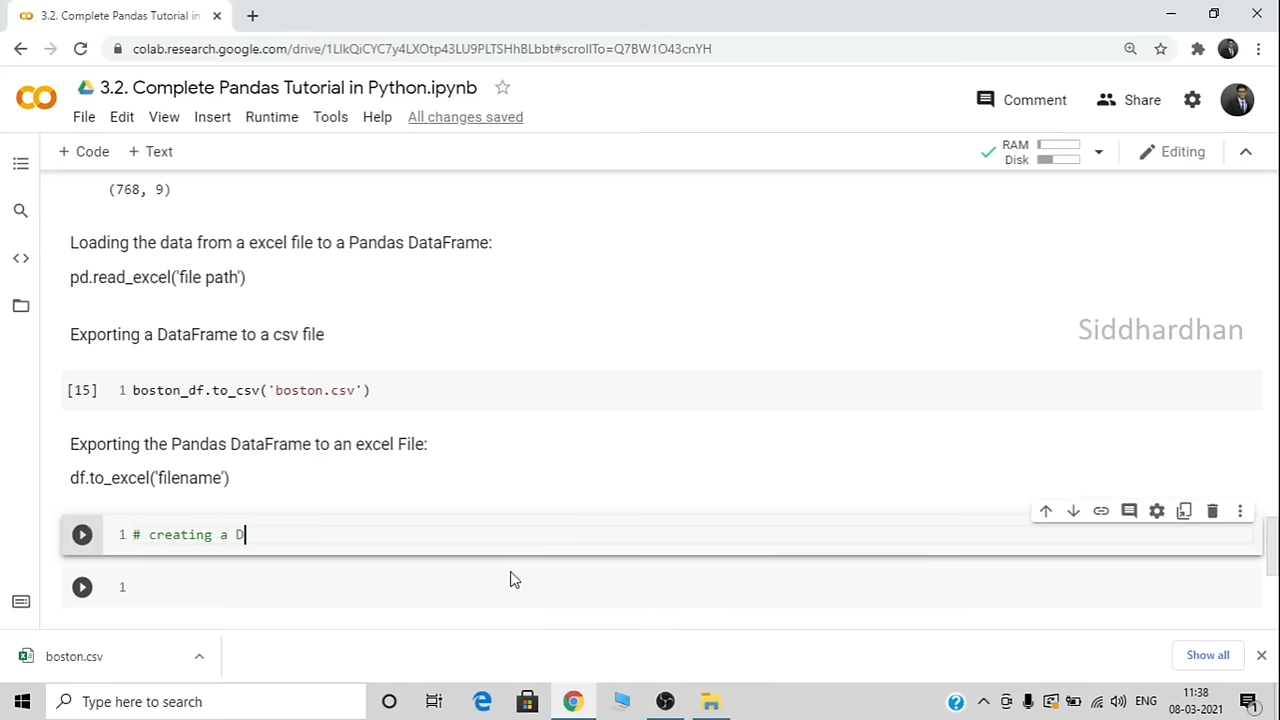 3.2. Complete Pandas Tutorial in
colab.research.google.com/drive/1LIkQiCYC7y4LXOtp43LU9PLTSHhBLbbt#scrollTo=Q7BW1O43cnYH
3.2. Complete Pandas Tutorial in Python.ipynb
Comment
Share
File Edit View Insert Runtime Tools Help All changes saved
+ Code + Text
RAM
Disk
Editing
(768, 9)
Loading the data from a excel file to a Pandas DataFrame:
pd.read_excel('file path')
Siddhardhan
Exporting a DataFrame to a csv file
[15] 1 boston_df.to_csv('boston.csv')
Exporting the Pandas DataFrame to an excel File:
df.to_excel('filename')
1 # creating a D
1
boston.csv
Show all
Type here to search
ENG
11:38
08-03-2021